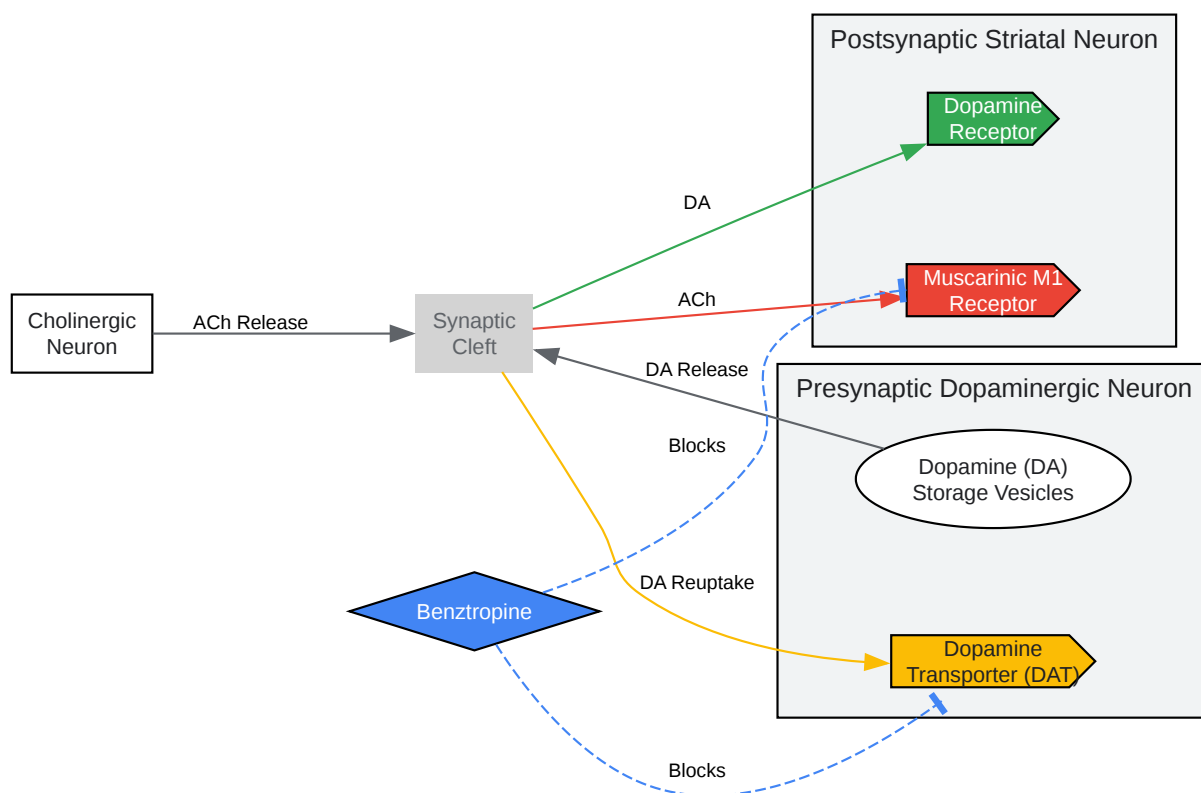 Postsynaptic Striatal Neuron
Dopamine
Receptor
DA
Muscarinic M1
Receptor
ACh
Cholinergic
Neuron
ACh Release
Synaptic
Cleft
DA Release
Presynaptic Dopaminergic Neuron
Blocks
Dopamine (DA)
Storage Vesicles
DA Reuptake
Benztropine
Dopamine
Transporter (DAT)
Blocks